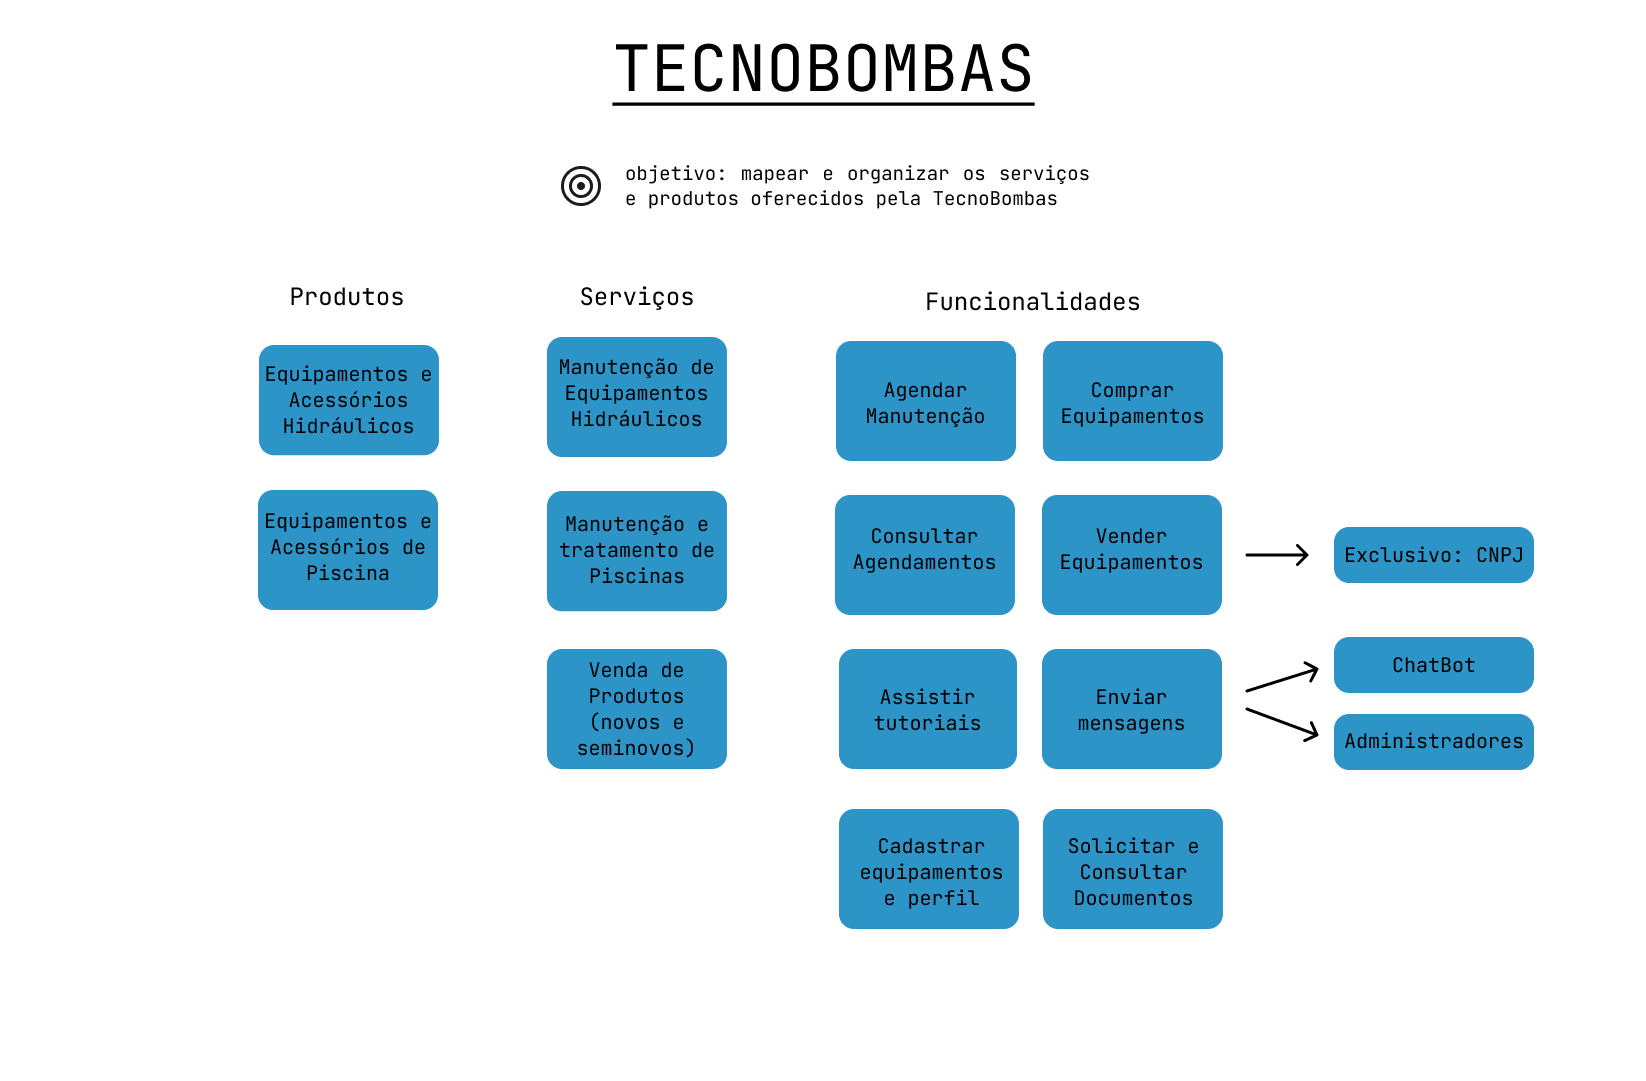 TECNOBOMBAS
objetivo: mapear e organizar os serviços
e produtos oferecidos pela TecnoBombas
Produtos
Equipamentos e
Acessórios
Hidráulicos
Equipamentos e
Acessórios de
Piscina
Serviços
Manutenção de
Equipamentos
Hidráulicos
Manutenção e
tratamento de
Piscinas
Venda de
Produtos
(novos e
seminovos)
Funcionalidades
Agendar
Manutenção
Comprar
Equipamentos
Consultar
Agendamentos
Vender
Equipamentos
Exclusivo: CNPJ
Assistir
tutoriais
Enviar
mensagens
ChatBot
Administradores
Cadastrar
equipamentos
e perfil
Solicitar e
Consultar
Documentos